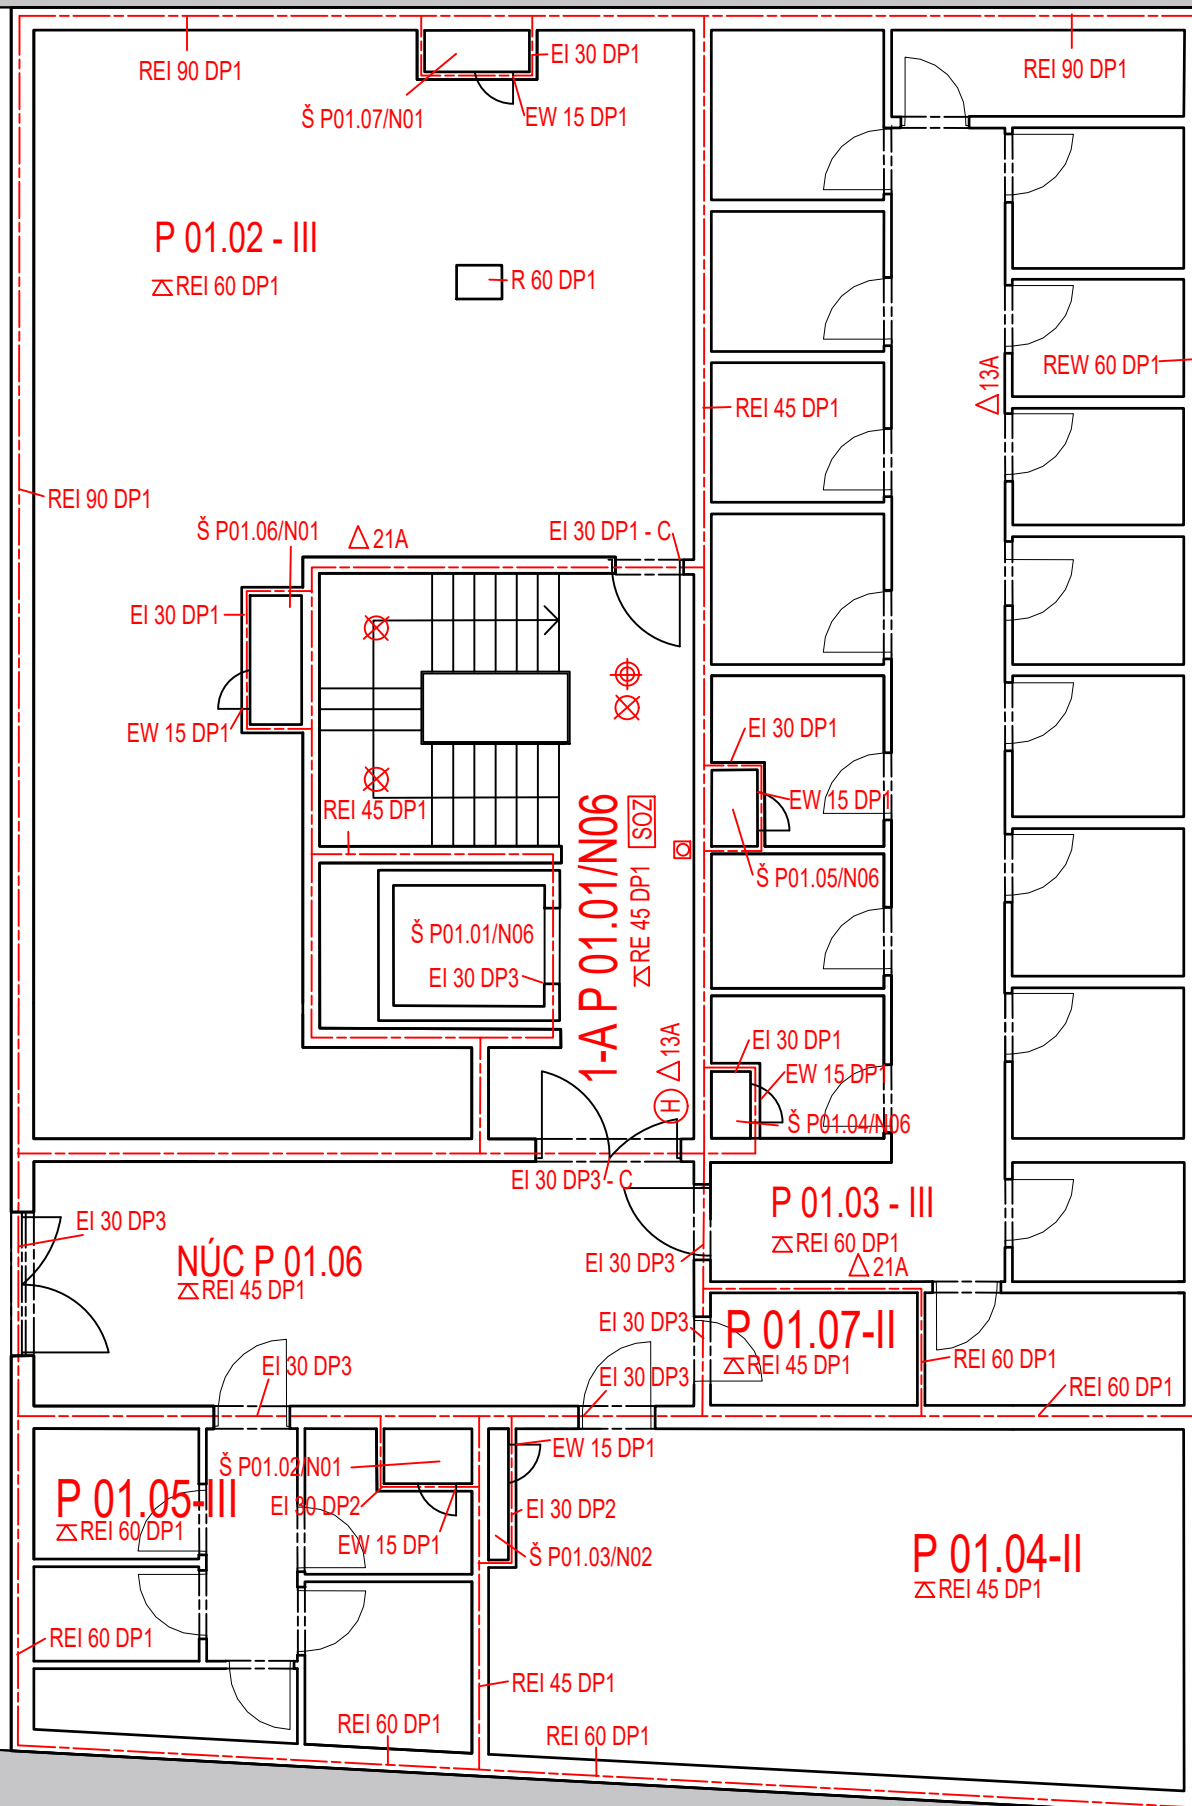 REI 90 DP1
EI 30 DP1
REI 90 DP1
Š P01.07/N01
EW 15 DP1
P 01.02 - III
REI 60 DP1
R 60 DP1
13A
REW 60 DP1
REI 45 DP1
REI 90 DP1
Š P01.06/N01
21A
EI 30 DP1 - C
EI 30 DP1
EW 15 DP1
EI 30 DP1
REI 45 DP1
EW 15 DP1
1-A P 01.01/N06
SOZ
RE 45 DP1
Š P01.05/N06
Š P01.01/N06
EI 30 DP3
13A
H
EI 30 DP1
EW 15 DP1
Š P01.04/N06
EI 30 DP3 - C
P 01.03 - III
REI 60 DP1
21A
EI 30 DP3
NÚC P 01.06
REI 45 DP1
EI 30 DP3
EI 30 DP3
P 01.07-II
REI 45 DP1
REI 60 DP1
EI 30 DP3
EI 30 DP3
REI 60 DP1
EW 15 DP1
Š P01.02/N01
P 01.05-III
REI 60 DP1
EI 30 DP2
EW 15 DP1
EI 30 DP2
Š P01.03/N02
P 01.04-II
REI 45 DP1
REI 60 DP1
REI 45 DP1
REI 60 DP1
REI 60 DP1